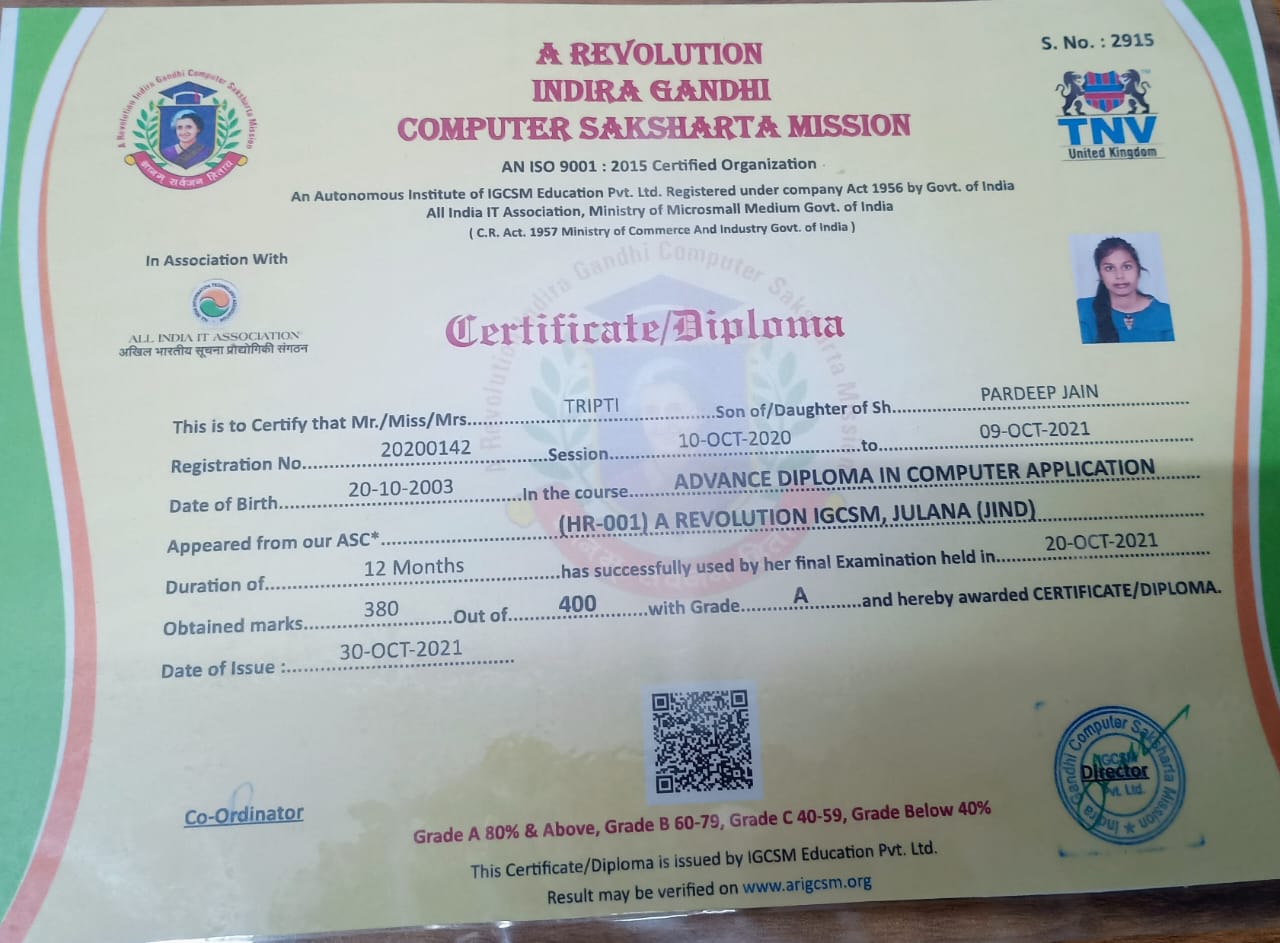 S. No. : 2915
A REVOLUTION
INDIRA GANDHI
COMPUTER SAKSHARTA MISSION
A Revolution Indira Gandhi Computer Saksharta Mission
ज्ञानम् सर्वजन हिताय
TNV
United Kingdom
AN ISO 9001 : 2015 Certified Organization
An Autonomous Institute of IGCSM Education Pvt. Ltd. Registered under company Act 1956 by Govt. of India
All India IT Association, Ministry of Microsmall Medium Govt. of India
( C.R. Act. 1957 Ministry of Commerce And Industry Govt. of India )
In Association With
ALL INDIA IT ASSOCIATION
अखिल भारतीय सूचना प्रौद्योगिकी संगठन
Certificate/Diploma
This is to Certify that Mr./Miss/Mrs. TRIPTI Son of/Daughter of Sh. PARDEEP JAIN
Registration No. 20200142 Session 10-OCT-2020 to 09-OCT-2021
Date of Birth 20-10-2003 In the course ADVANCE DIPLOMA IN COMPUTER APPLICATION
Appeared from our ASC* (HR-001) A REVOLUTION IGCSM, JULANA (JIND)
Duration of 12 Months has successfully used by her final Examination held in 20-OCT-2021
Obtained marks 380 Out of 400 with Grade A and hereby awarded CERTIFICATE/DIPLOMA.
Date of Issue : 30-OCT-2021
Co-Ordinator
Indira Gandhi Computer Saksharta Mission
IGCSM
Director
Pvt. Ltd.
Grade A 80% & Above, Grade B 60-79, Grade C 40-59, Grade Below 40%
This Certificate/Diploma is issued by IGCSM Education Pvt. Ltd.
Result may be verified on www.arigcsm.org